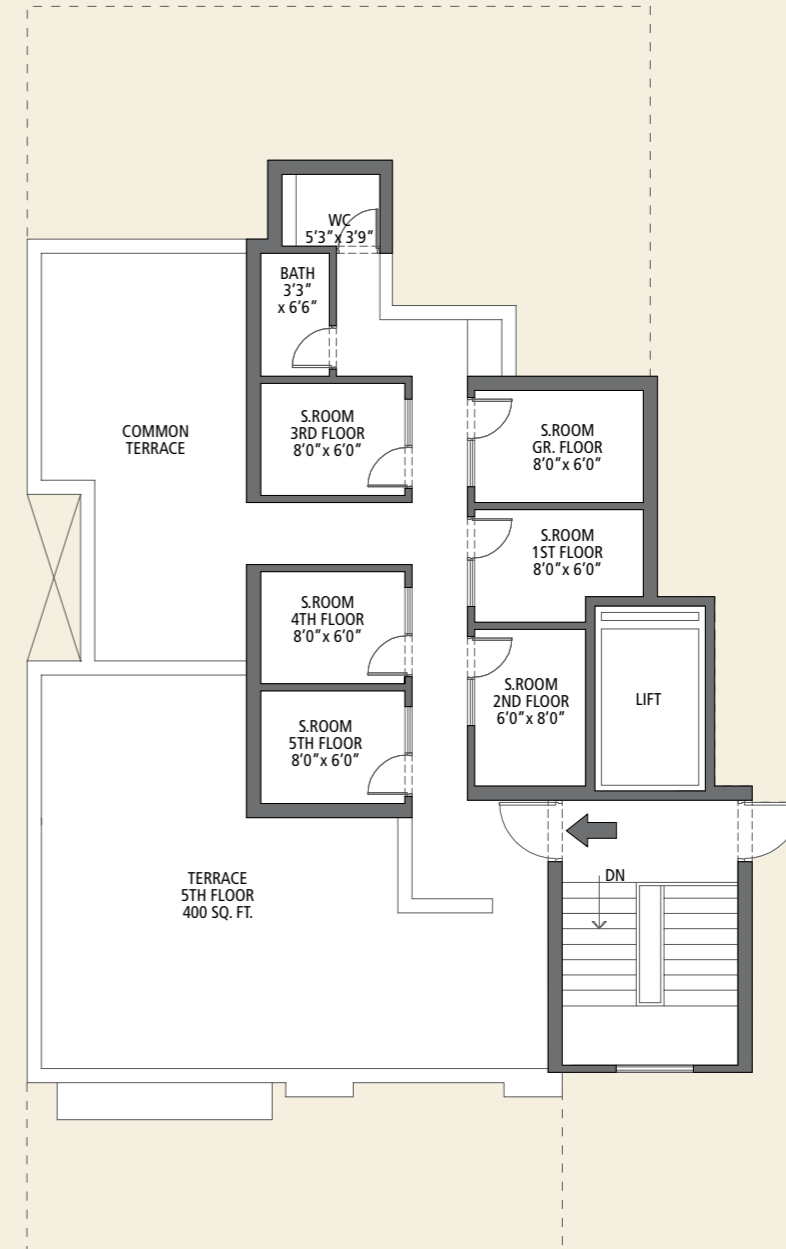 WC
5'3" x 3'9"
BATH
3'3"
x 6'6"
S.ROOM
3RD FLOOR
8'0" x 6'0"
S.ROOM
GR. FLOOR
8'0" x 6'0"
COMMON
TERRACE
S.ROOM
1ST FLOOR
8'0" x 6'0"
S.ROOM
4TH FLOOR
8'0" x 6'0"
S.ROOM
2ND FLOOR
6'0" x 8'0"
LIFT
S.ROOM
5TH FLOOR
8'0" x 6'0"
TERRACE
5TH FLOOR
400 SQ. FT.
DN